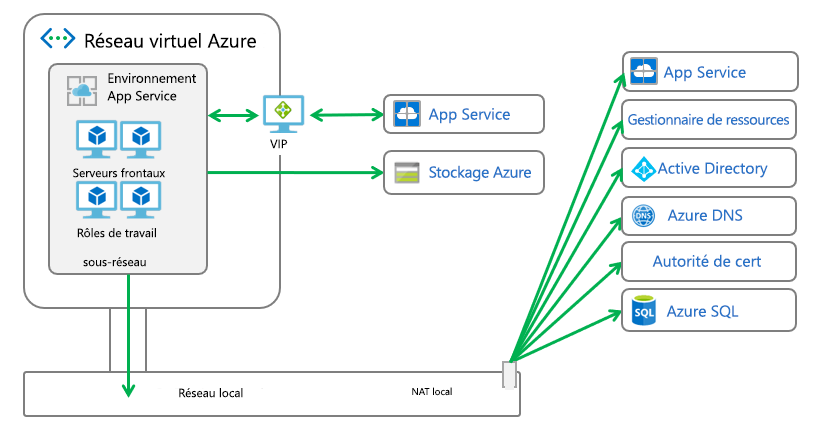 Réseau virtuel Azure
Environnement
App Service
Serveurs frontaux
Rôles de travail
sous-réseau
VIP
App Service
Stockage Azure
App Service
Gestionnaire de ressources
Active Directory
DNS
Azure DNS
Autorité de cert
SQL
Azure SQL
Réseau local
NAT local